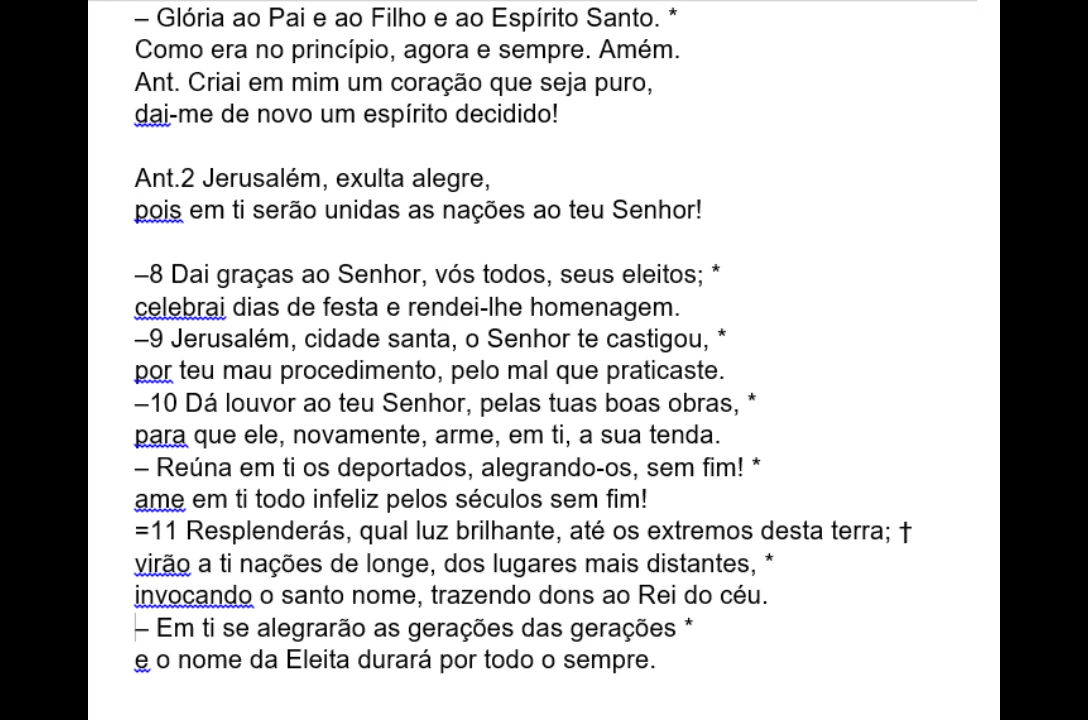 – Glória ao Pai e ao Filho e ao Espírito Santo. *
Como era no princípio, agora e sempre. Amém.
Ant. Criai em mim um coração que seja puro,
dai-me de novo um espírito decidido!
Ant.2 Jerusalém, exulta alegre,
pois em ti serão unidas as nações ao teu Senhor!
–8 Dai graças ao Senhor, vós todos, seus eleitos; *
celebrai dias de festa e rendei-lhe homenagem.
–9 Jerusalém, cidade santa, o Senhor te castigou, *
por teu mau procedimento, pelo mal que praticaste.
–10 Dá louvor ao teu Senhor, pelas tuas boas obras, *
para que ele, novamente, arme, em ti, a sua tenda.
– Reúna em ti os deportados, alegrando-os, sem fim! *
ame em ti todo infeliz pelos séculos sem fim!
=11 Resplenderás, qual luz brilhante, até os extremos desta terra; †
virão a ti nações de longe, dos lugares mais distantes, *
invocando o santo nome, trazendo dons ao Rei do céu.
– Em ti se alegrarão as gerações das gerações *
e o nome da Eleita durará por todo o sempre.